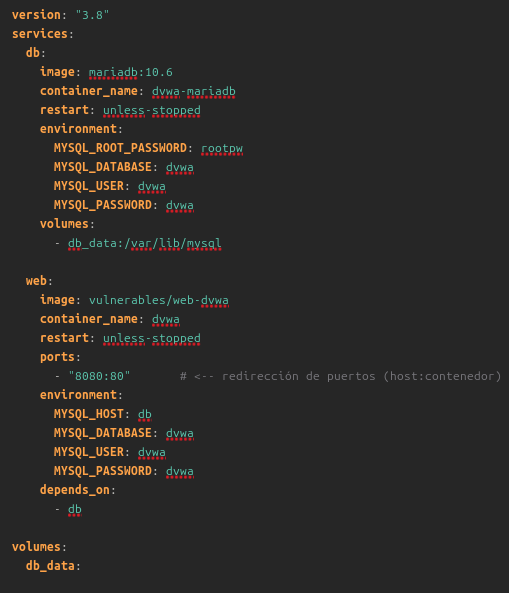 version: "3.8"
services:
  db:
    image: mariadb:10.6
    container_name: dvwa-mariadb
    restart: unless-stopped
    environment:
      MYSQL_ROOT_PASSWORD: rootpw
      MYSQL_DATABASE: dvwa
      MYSQL_USER: dvwa
      MYSQL_PASSWORD: dvwa
    volumes:
      - db_data:/var/lib/mysql

  web:
    image: vulnerables/web-dvwa
    container_name: dvwa
    restart: unless-stopped
    ports:
      - "8080:80"       # <-- redirección de puertos (host:contenedor)
    environment:
      MYSQL_HOST: db
      MYSQL_DATABASE: dvwa
      MYSQL_USER: dvwa
      MYSQL_PASSWORD: dvwa
    depends_on:
      - db

volumes:
  db_data: